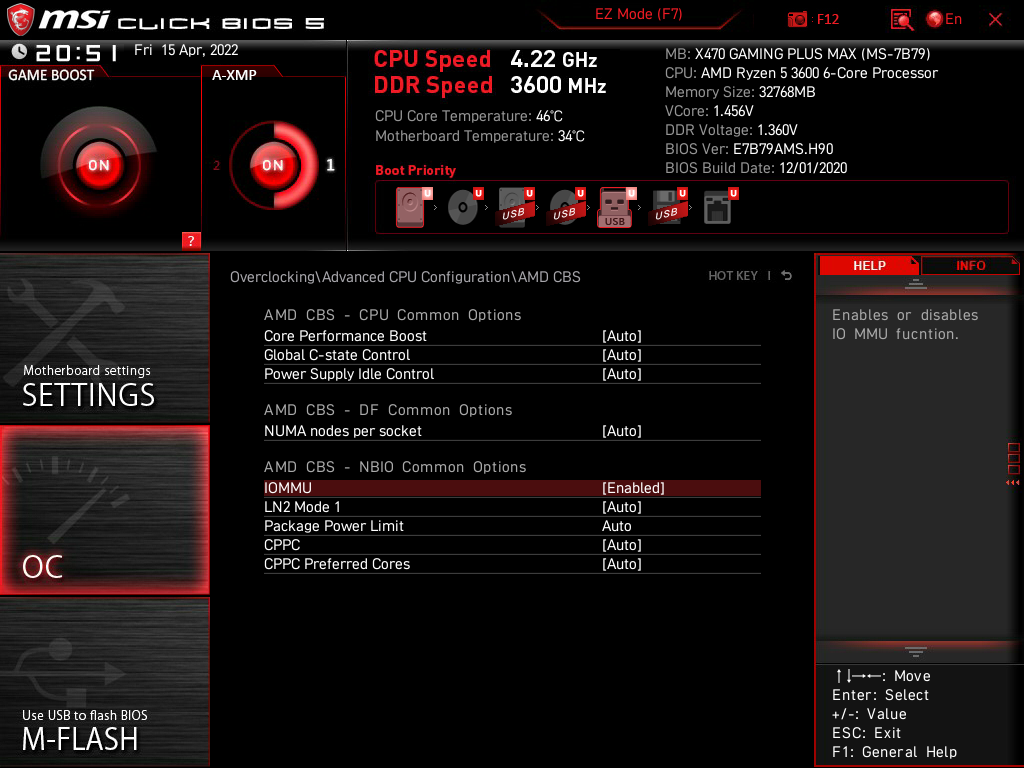 msi CLICK BIOS 5
EZ Mode (F7)
: F12
En
20:51 Fri 15 Apr, 2022
GAME BOOST
ON
A-XMP
2 ON 1
?
CPU Speed 4.22 GHz
DDR Speed 3600 MHz
CPU Core Temperature: 46°C
Motherboard Temperature: 34°C
MB: X470 GAMING PLUS MAX (MS-7B79)
CPU: AMD Ryzen 5 3600 6-Core Processor
Memory Size: 32768MB
VCore: 1.456V
DDR Voltage: 1.360V
BIOS Ver: E7B79AMS.H90
BIOS Build Date: 12/01/2020
Boot Priority
U U U U U U U
USB USB USB USB
Motherboard settings
SETTINGS
OC
Use USB to flash BIOS
M-FLASH
Overclocking\Advanced CPU Configuration\AMD CBS
HOT KEY |
AMD CBS - CPU Common Options
Core Performance Boost [Auto]
Global C-state Control [Auto]
Power Supply Idle Control [Auto]
AMD CBS - DF Common Options
NUMA nodes per socket [Auto]
AMD CBS - NBIO Common Options
IOMMU [Enabled]
LN2 Mode 1 [Auto]
Package Power Limit Auto
CPPC [Auto]
CPPC Preferred Cores [Auto]
HELP INFO
Enables or disables
IO MMU fucntion.
↑↓→←: Move
Enter: Select
+/-: Value
ESC: Exit
F1: General Help